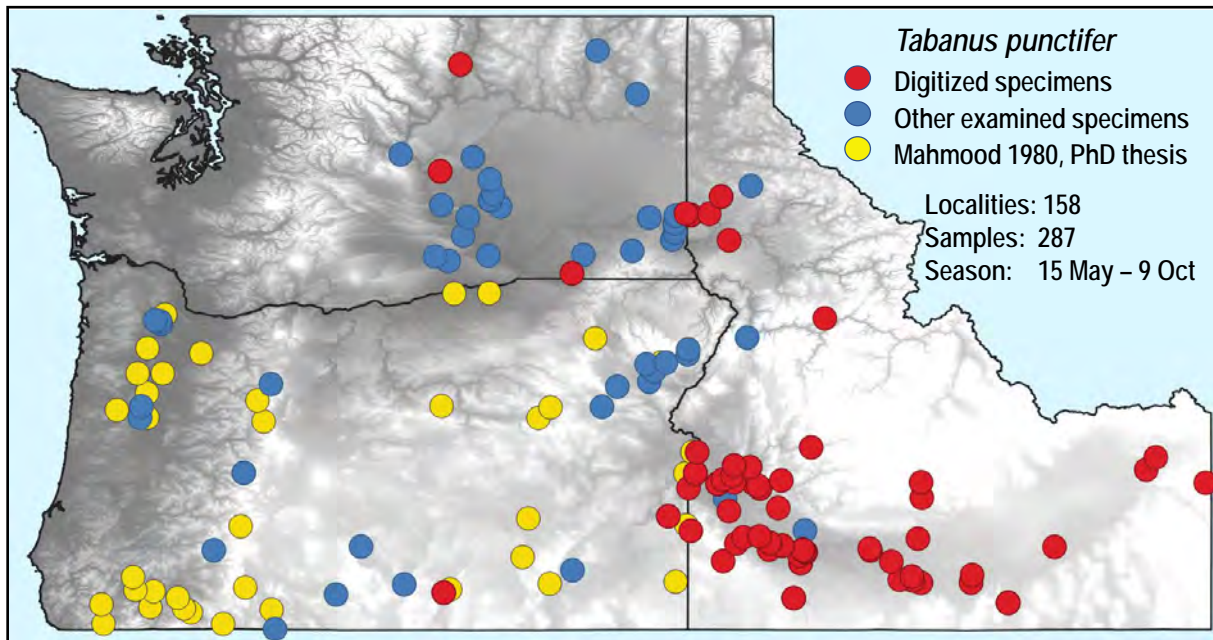 Tabanus punctifer
Digitized specimens
Other examined specimens
Mahmood 1980, PhD thesis
Localities: 158
Samples: 287
Season: 15 May – 9 Oct